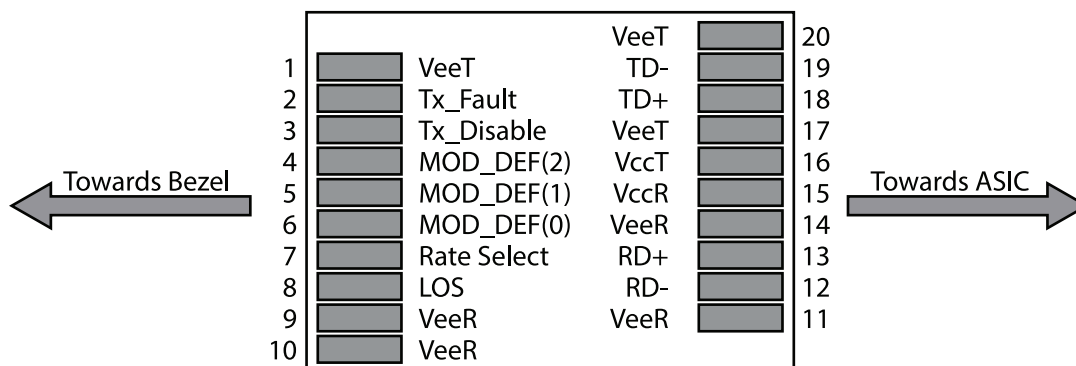 VeeT 20
1 VeeT TD- 19
2 Tx_Fault TD+ 18
3 Tx_Disable VeeT 17
4 MOD_DEF(2) VccT 16
Towards Bezel
5 MOD_DEF(1) VccR 15
Towards ASIC
6 MOD_DEF(0) VeeR 14
7 Rate Select RD+ 13
8 LOS RD- 12
9 VeeR VeeR 11
10 VeeR